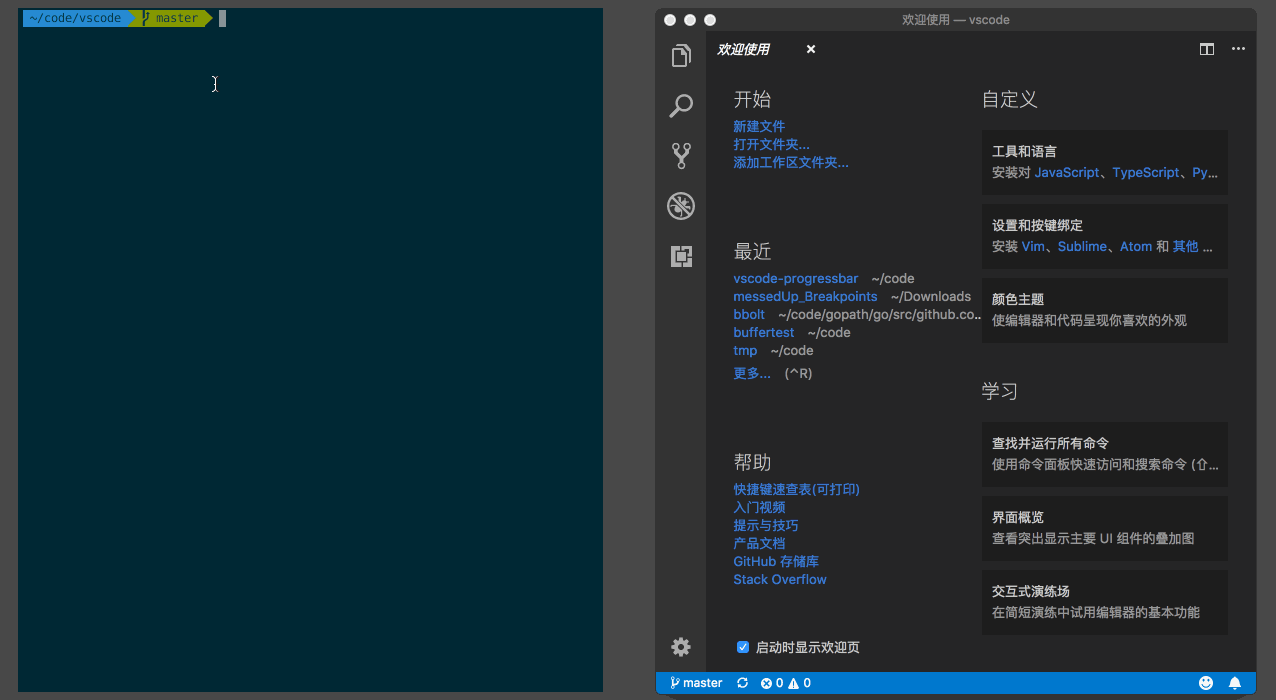 ~/code/vscode master
欢迎使用 — vscode
欢迎使用
开始
新建文件
打开文件夹...
添加工作区文件夹...
最近
vscode-progressbar ~/code
messedUp_Breakpoints ~/Downloads
bbolt ~/code/gopath/go/src/github.co...
buffertest ~/code
tmp ~/code
更多... (^R)
帮助
快捷键速查表(可打印)
入门视频
提示与技巧
产品文档
GitHub 存储库
Stack Overflow
启动时显示欢迎页
自定义
工具和语言
安装对 JavaScript、TypeScript、Py...
设置和按键绑定
安装 Vim、Sublime、Atom 和 其他 ...
颜色主题
使编辑器和代码呈现你喜欢的外观
学习
查找并运行所有命令
使用命令面板快速访问和搜索命令 (⇧...
界面概览
查看突出显示主要 UI 组件的叠加图
交互式演练场
在简短演练中试用编辑器的基本功能
master 0 0